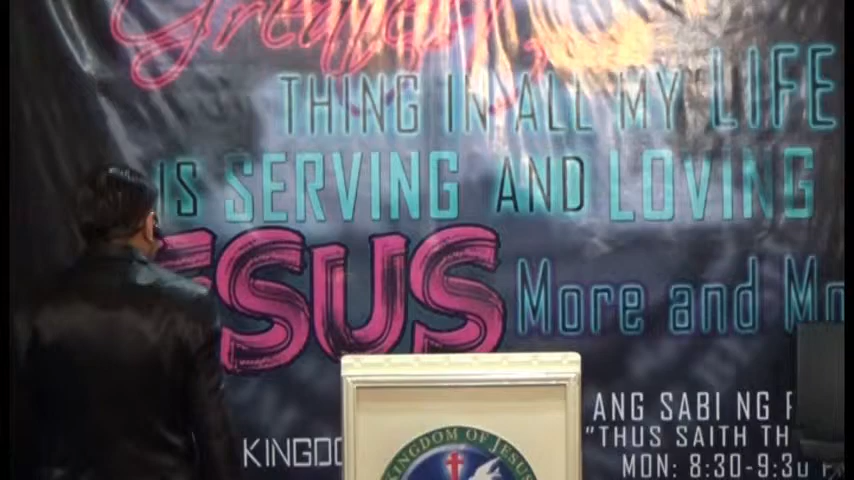 Greatest
THING IN ALL MY LIFE
IS SERVING AND LOVING
ESUS More and
ANG SABI NG
KINGDO "THUS SAITH TH
MON: 8:30-9:30
KINGDOM OF JESUS